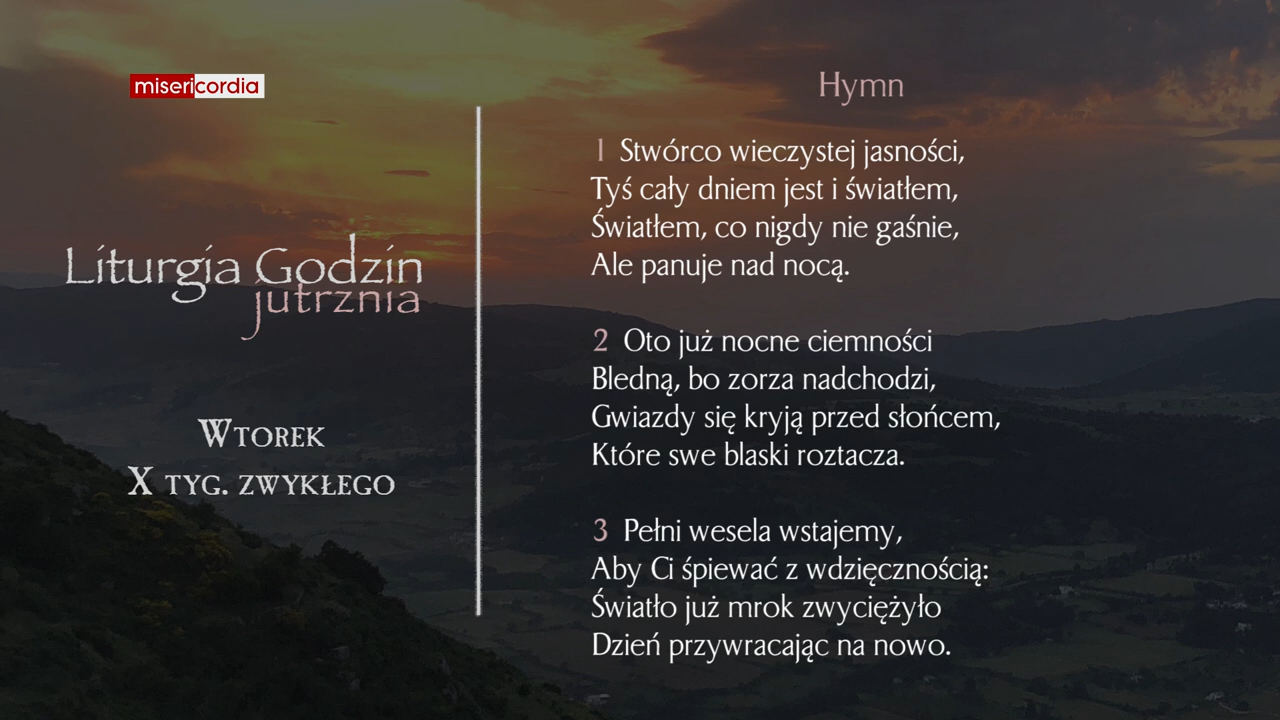 misericordia
Liturgia Godzin
jutrznia
Wtorek
X tyg. zwykłego
Hymn
1 Stwórco wieczystej jasności,
Tyś cały dniem jest i światłem,
Światłem, co nigdy nie gaśnie,
Ale panuje nad nocą.
2 Oto już nocne ciemności
Bledną, bo zorza nadchodzi,
Gwiazdy się kryją przed słońcem,
Które swe blaski roztacza.
3 Pełni wesela wstajemy,
Aby Ci śpiewać z wdzięcznością:
Światło już mrok zwyciężyło
Dzień przywracając na nowo.